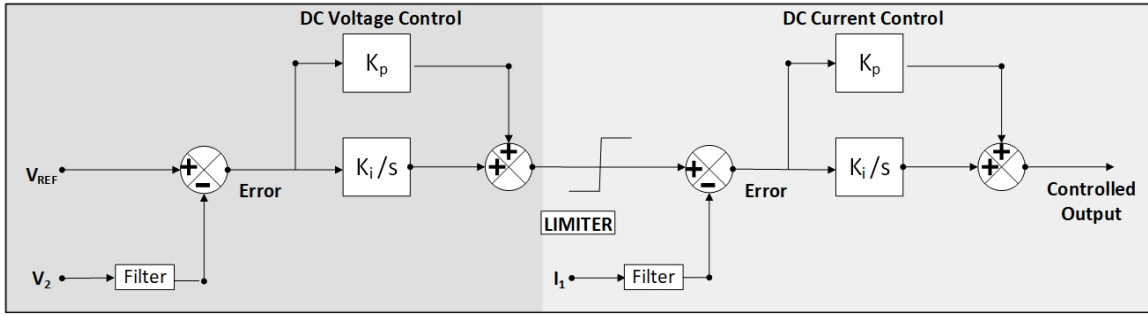 DC Voltage Control
DC Current Control
Kp
Kp
VREF
+
-
Error
Ki/s
+
+
LIMITER
+
-
Error
Ki/s
+
+
Controlled
Output
V2
Filter
I1
Filter